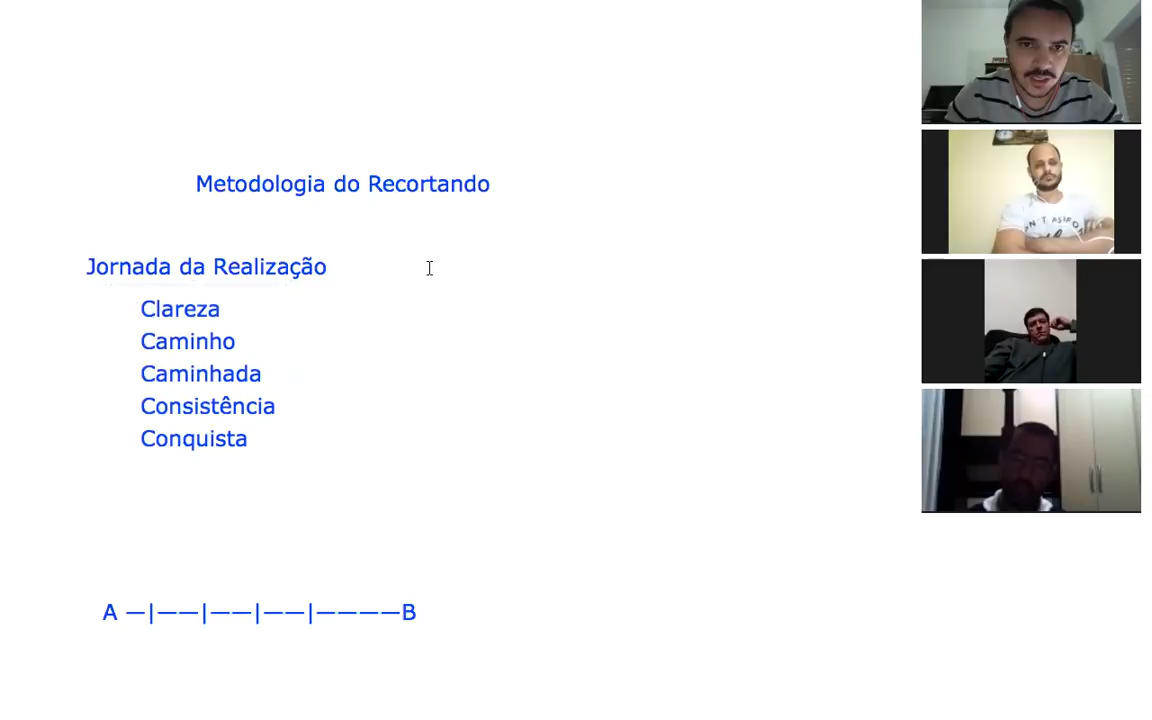 Metodologia do Recortando
Jornada da Realização
Clareza
Caminho
Caminhada
Consistência
Conquista
A —|——|——|——|————B